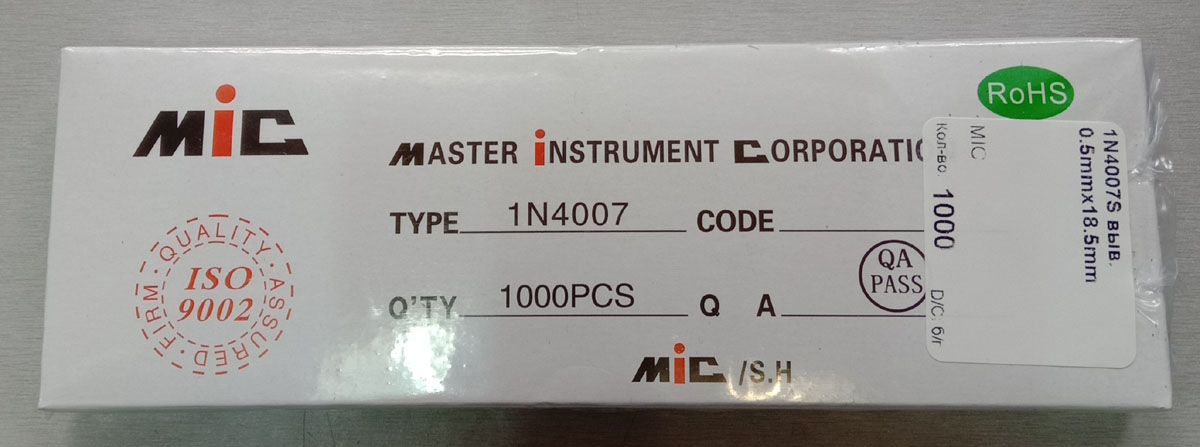 MiC
RoHS
MASTER iNSTRUMENT CORPORATIO
TYPE 1N4007 CODE
Q'TY 1000PCS Q A
QA
PASS
MiC /S.H
FIRM · QUALITY · ASSURED
ISO
9002
1N4007S выв.
0.5mmx18.5mm
MIC
Кол-во 1000 D/C: б/г